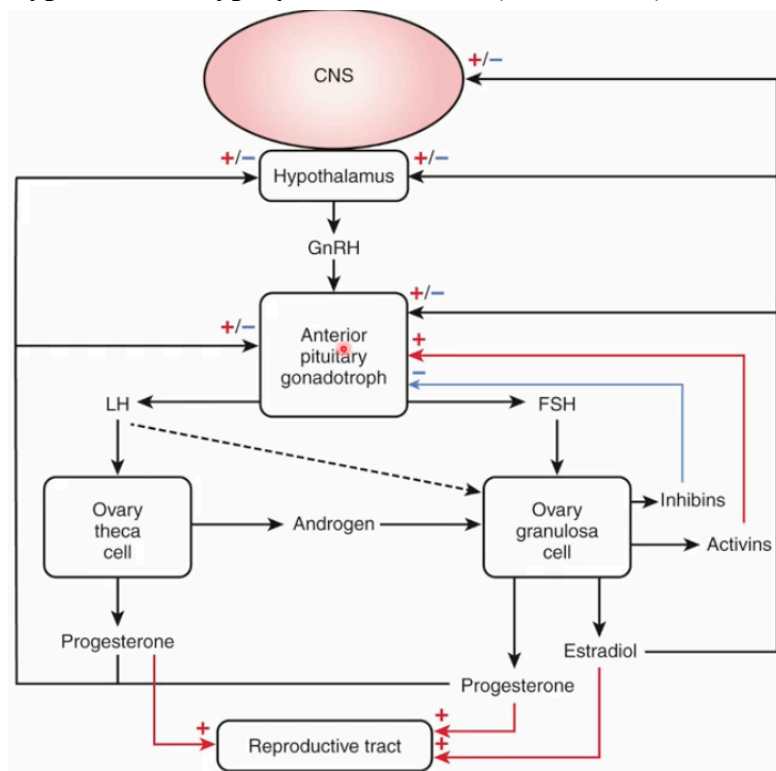 CNS
+/−
+/−
+/−
Hypothalamus
GnRH
+/−
+/−
Anterior
pituitary
gonadotroph
+
−
LH
FSH
Ovary
theca
cell
Androgen
Ovary
granulosa
cell
Inhibins
Activins
Progesterone
Estradiol
Progesterone
+
+
+
Reproductive tract